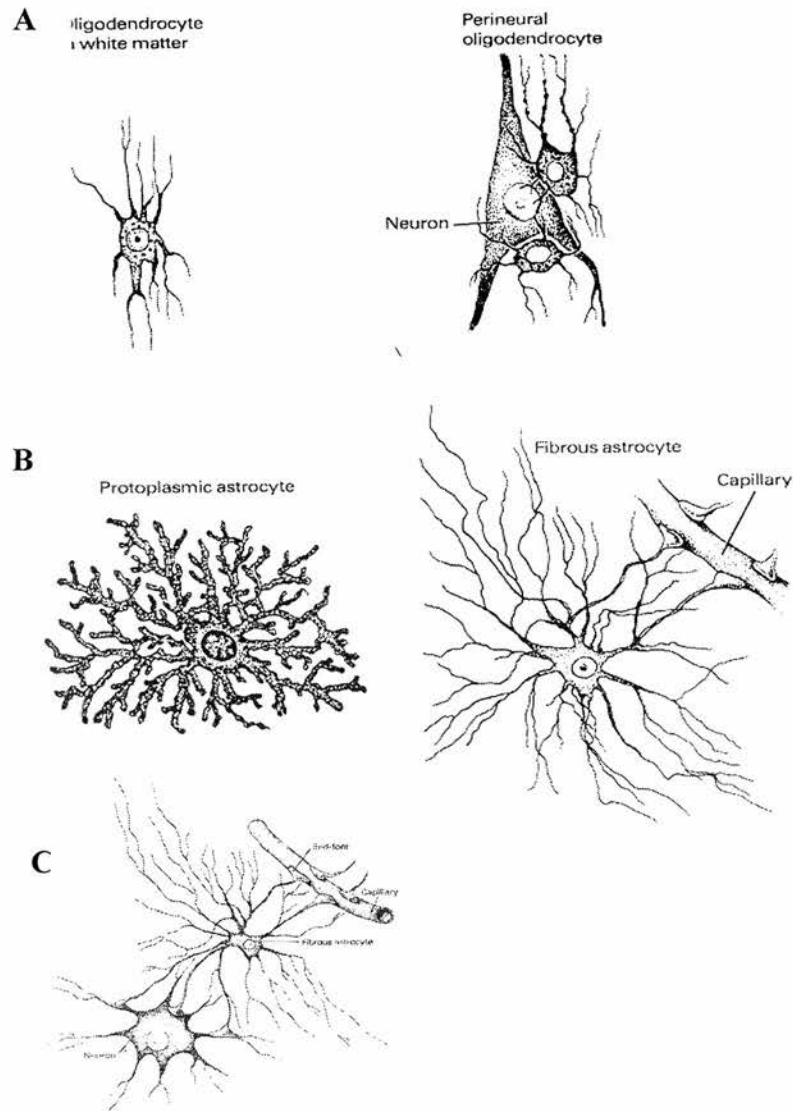 A
ligodendrocyte
white matter
Perineural
oligodendrocyte
Neuron
B
Protoplasmic astrocyte
Fibrous astrocyte
Capillary
C
End-foot
Capillary
Fibrous astrocyte
Neuron